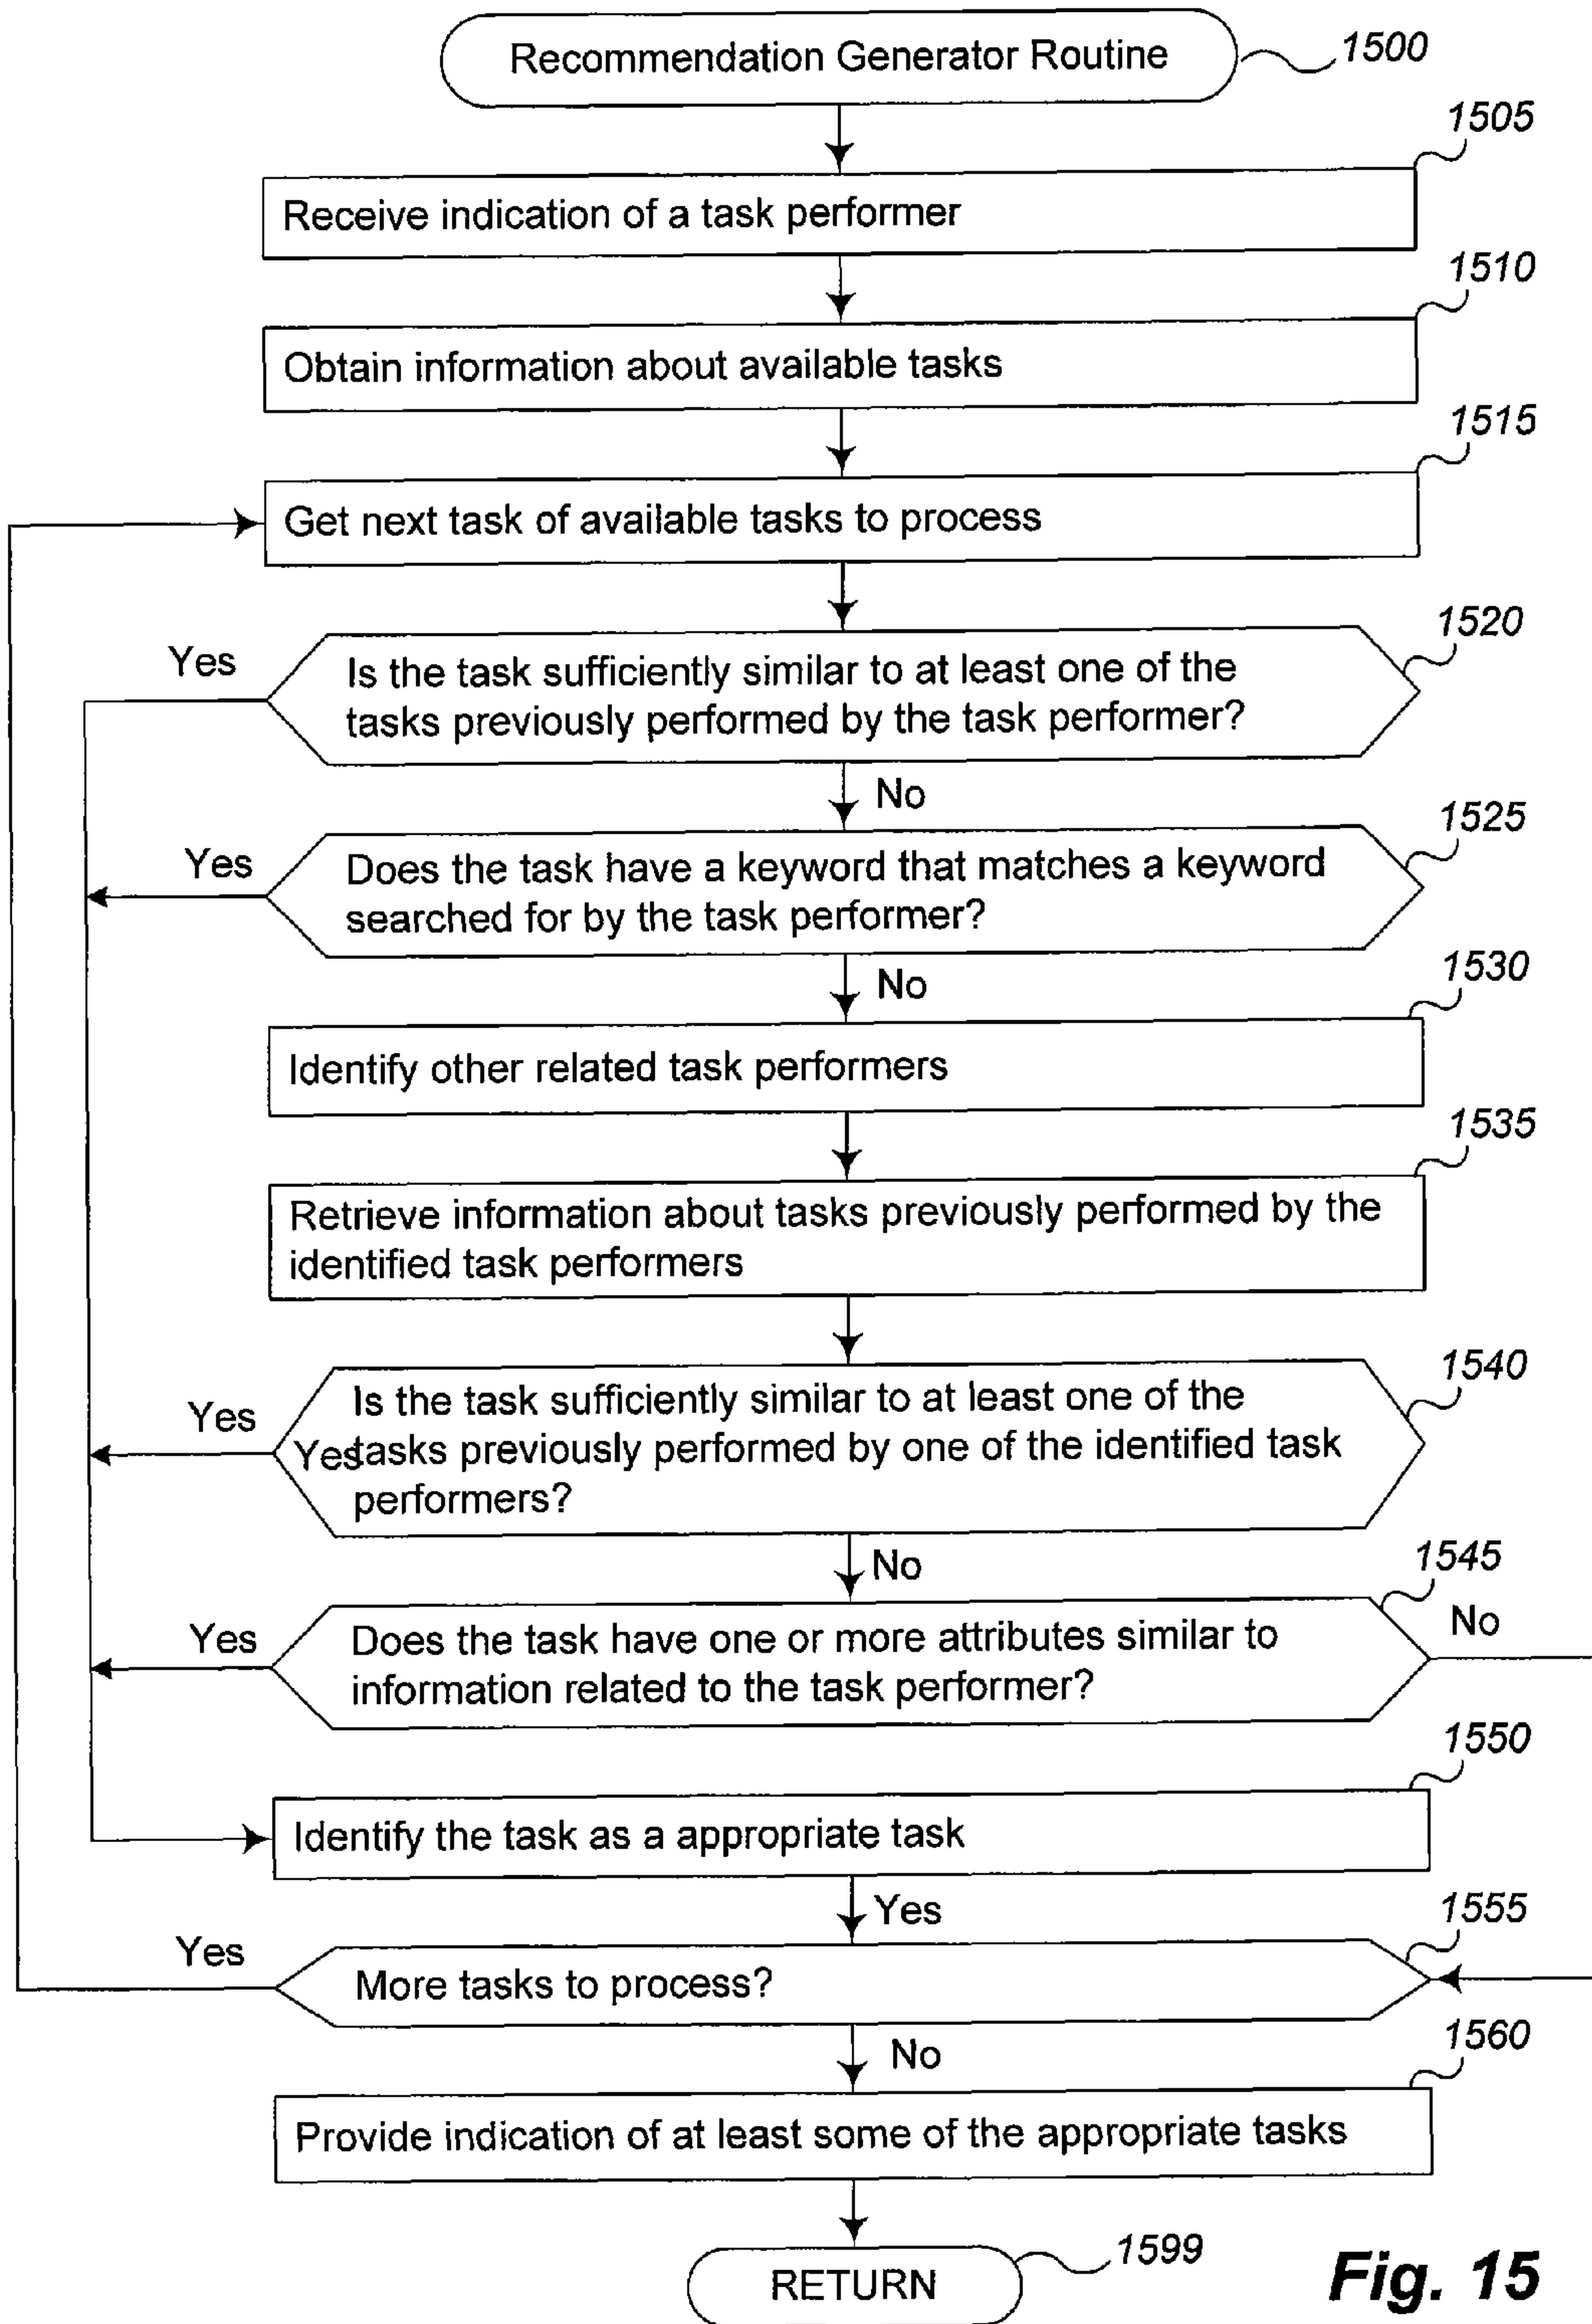 Recommendation Generator Routine
1500
1505
Receive indication of a task performer
1510
Obtain information about available tasks
1515
Get next task of available tasks to process
1520
Yes
Is the task sufficiently similar to at least one of the
tasks previously performed by the task performer?
No
1525
Yes
Does the task have a keyword that matches a keyword
searched for by the task performer?
No
1530
Identify other related task performers
1535
Retrieve information about tasks previously performed by the
identified task performers
1540
Yes
Is the task sufficiently similar to at least one of the
Yes
tasks previously performed by one of the identified task
performers?
No
1545
Yes
No
Does the task have one or more attributes similar to
information related to the task performer?
1550
Identify the task as a appropriate task
Yes
1555
Yes
More tasks to process?
No
1560
Provide indication of at least some of the appropriate tasks
1599
RETURN
Fig. 15